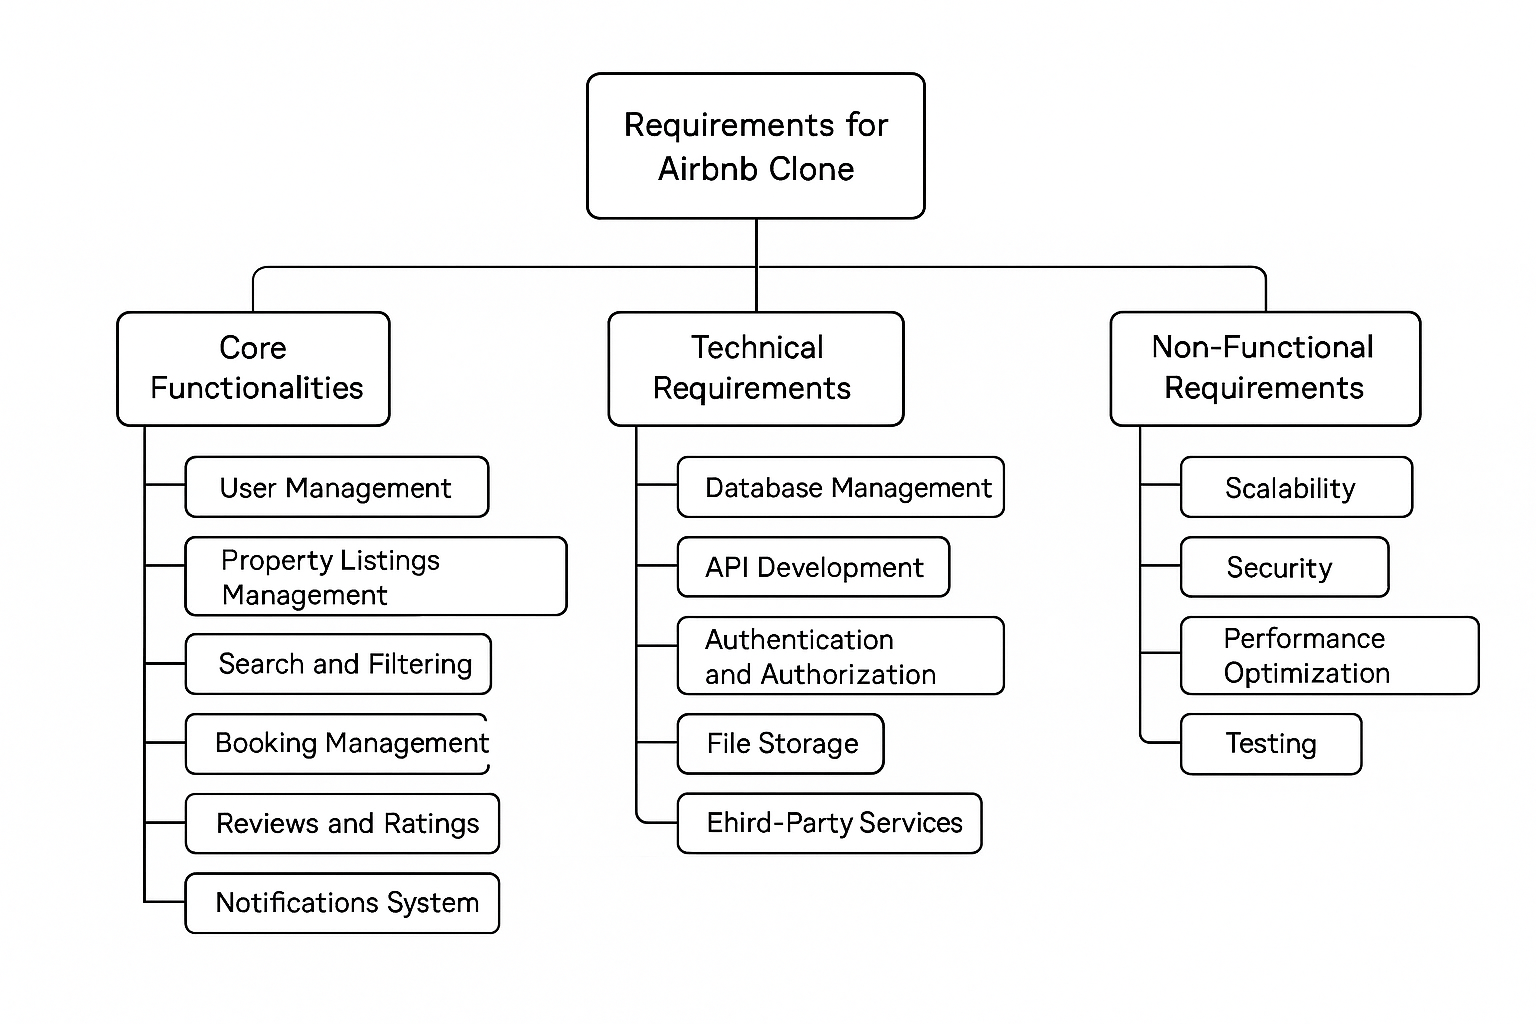 Requirements for
Airbnb Clone
Core
Functionalities
User Management
Property Listings
Management
Search and Filtering
Booking Management
Reviews and Ratings
Notifications System
Technical
Requirements
Database Management
API Development
Authentication
and Authorization
File Storage
Ehird-Party Services
Non-Functional
Requirements
Scalability
Security
Performance
Optimization
Testing